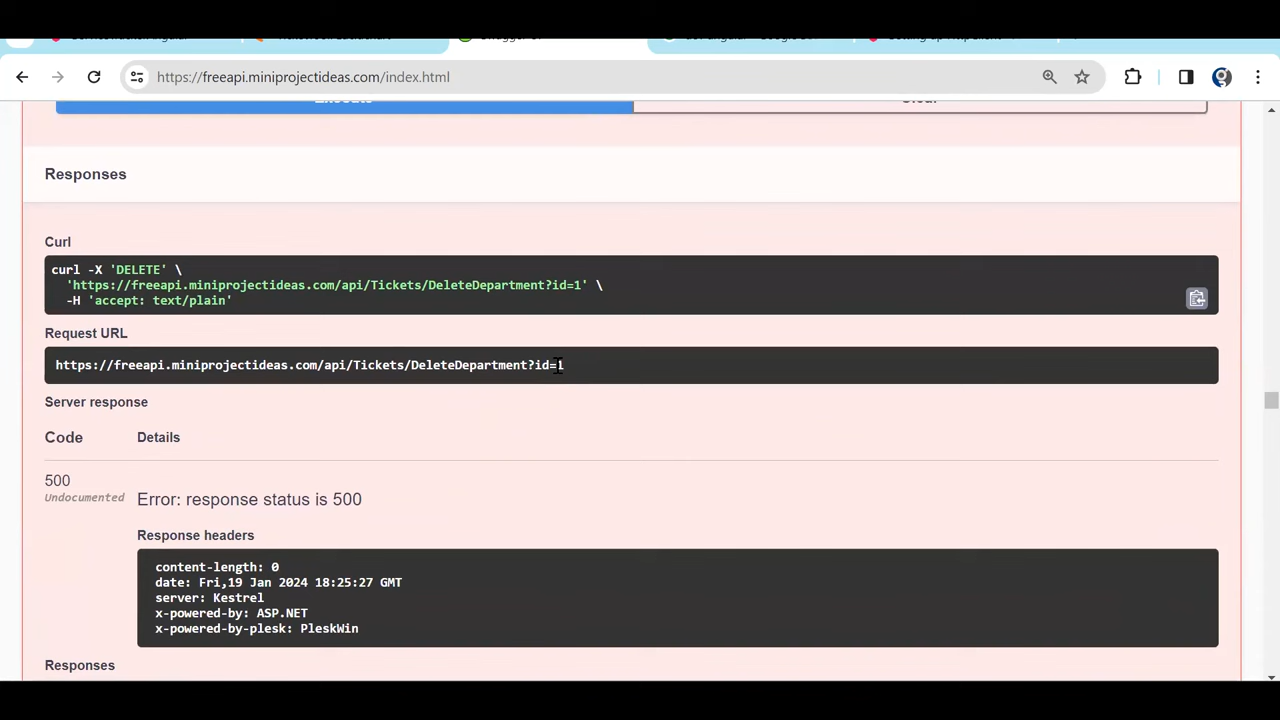 https://freeapi.miniprojectideas.com/index.html
Execute
Clear
Responses
Curl
curl -X 'DELETE' \
'https://freeapi.miniprojectideas.com/api/Tickets/DeleteDepartment?id=1' \
-H 'accept: text/plain'
Request URL
https://freeapi.miniprojectideas.com/api/Tickets/DeleteDepartment?id=1
Server response
Code Details
500
Undocumented
Error: response status is 500
Response headers
content-length: 0
date: Fri,19 Jan 2024 18:25:27 GMT
server: Kestrel
x-powered-by: ASP.NET
x-powered-by-plesk: PleskWin
Responses